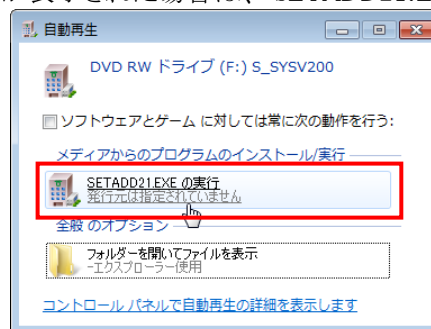 自動再生
DVD RW ドライブ (F:) S_SYSV200
ソフトウェアとゲーム に対しては常に次の動作を行う:
メディアからのプログラムのインストール/実行
SETADD21.EXE の実行
発行元は指定されていません
全般 のオプション
フォルダーを開いてファイルを表示
-エクスプローラー使用
コントロール パネルで自動再生の詳細を表示します